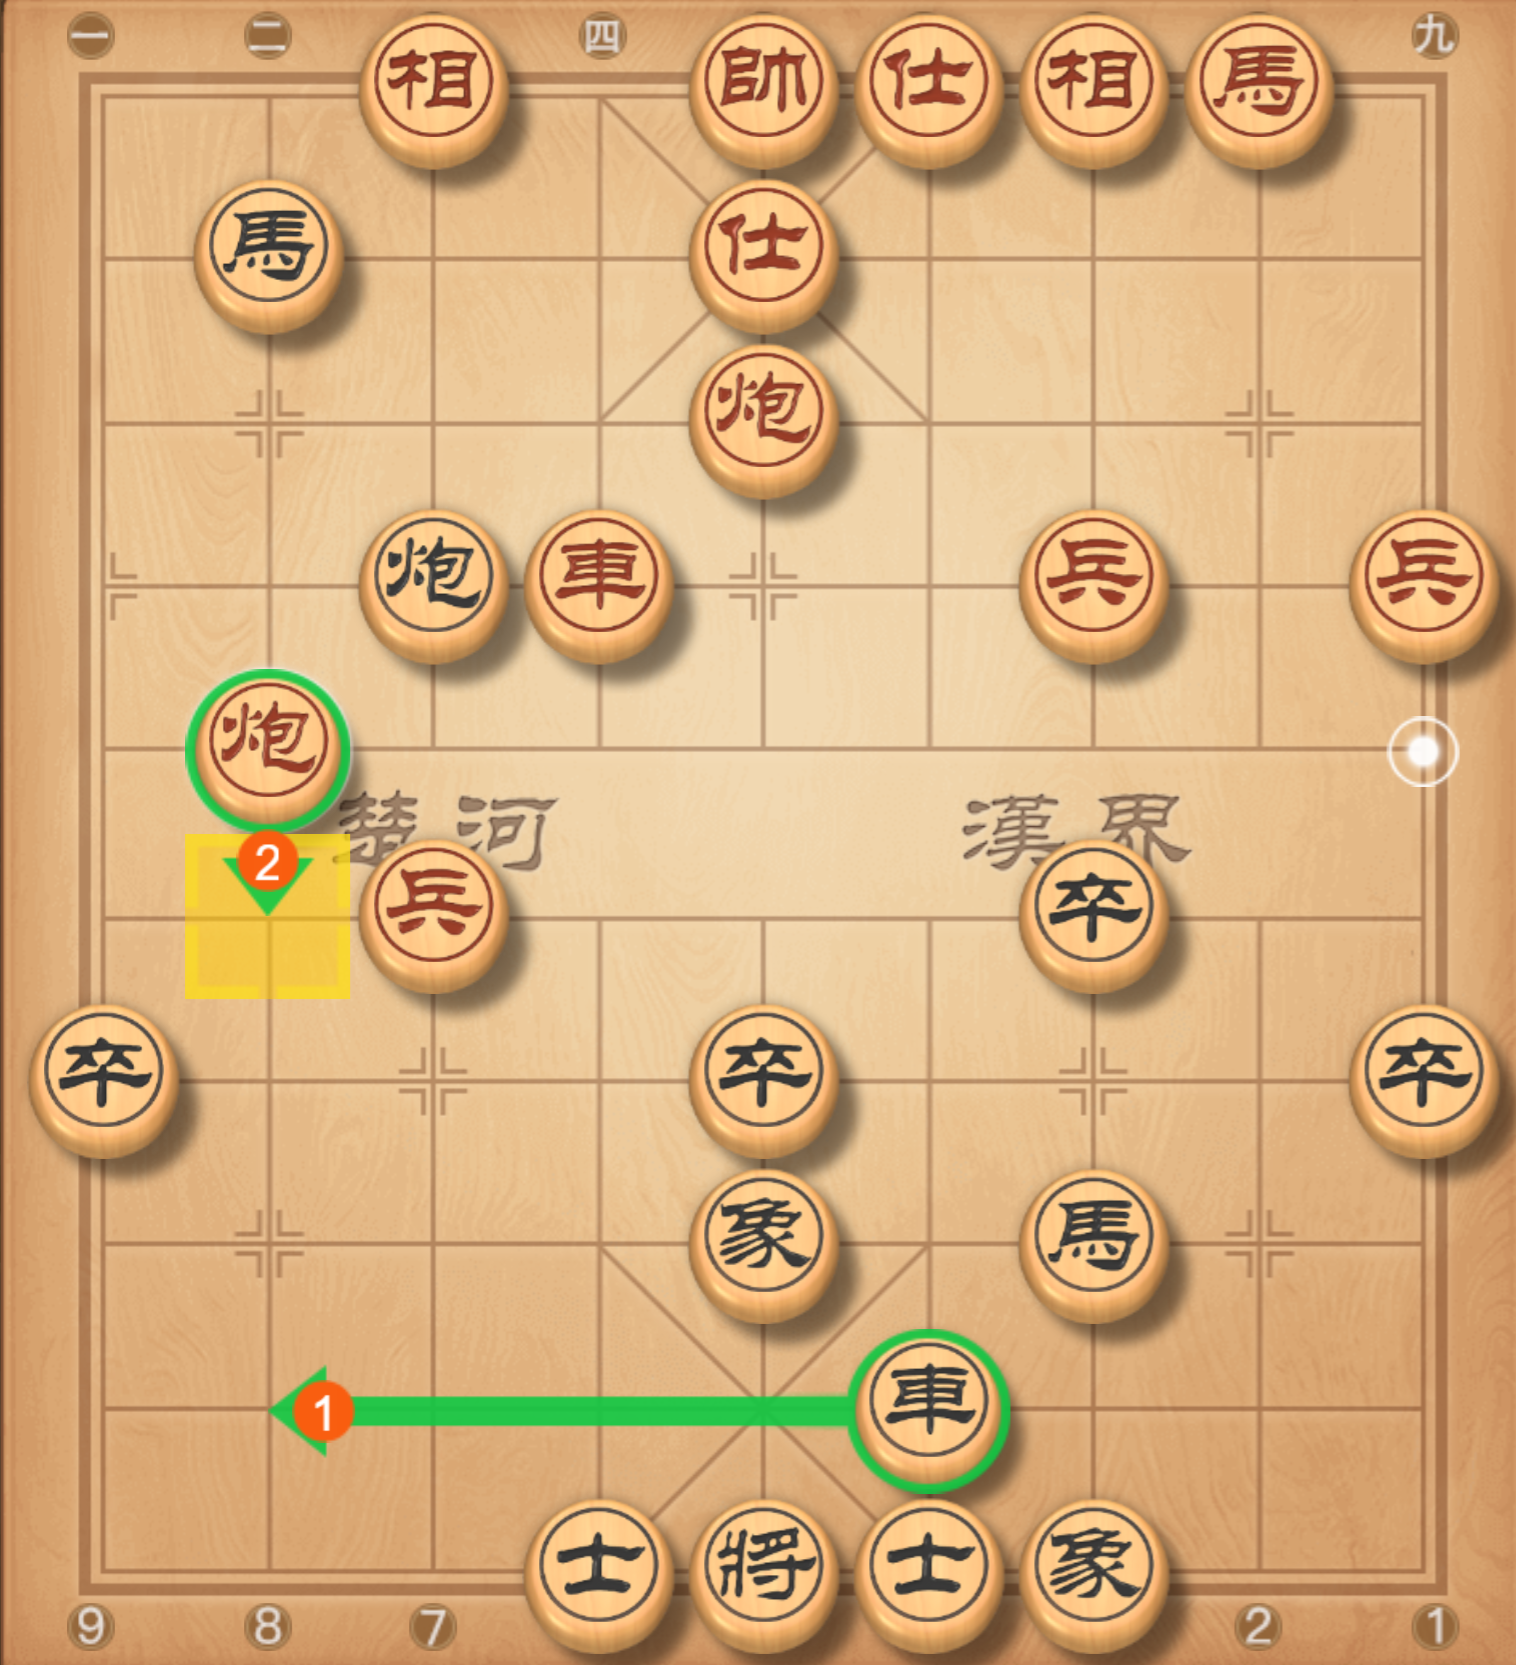 一 二 相 四 帥 仕 相 馬 九
馬 仕
炮
炮 車 兵 兵
炮
楚河 漢界
2 兵 卒
卒 卒 卒
象 馬
1 車
士 將 士 象
9 8 7 2 1